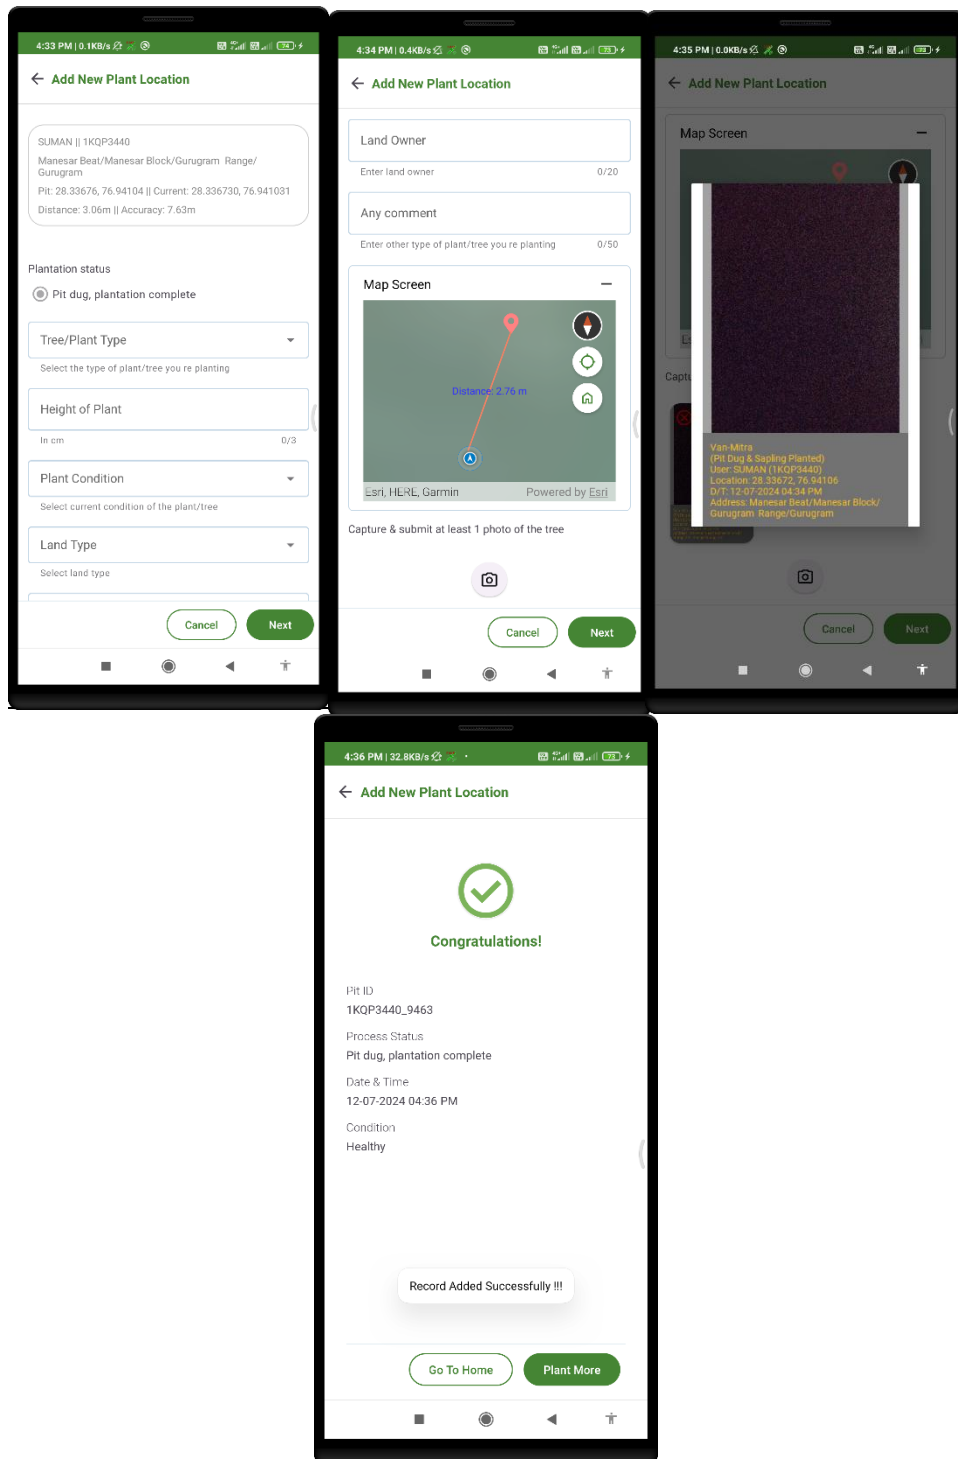 4:33 PM | 0.1KB/s
74
Add New Plant Location
SUMAN || 1KQP3440
Manesar Beat/Manesar Block/Gurugram Range/
Gurugram
Pit: 28.33676, 76.94104 || Current: 28.336730, 76.941031
Distance: 3.06m || Accuracy: 7.63m
Plantation status
Pit dug, plantation complete
Tree/Plant Type
Select the type of plant/tree you re planting
Height of Plant
In cm
0/3
Plant Condition
Select current condition of the plant/tree
Land Type
Select land type
Cancel
Next
4:34 PM | 0.4KB/s
73
Add New Plant Location
Land Owner
Enter land owner
0/20
Any comment
Enter other type of plant/tree you re planting
0/50
Map Screen
Distance: 2.76 m
Esri, HERE, Garmin
Powered by Esri
Capture & submit at least 1 photo of the tree
Cancel
Next
4:35 PM | 0.0KB/s
Add New Plant Location
Map Screen
Es
Captu
Van-Mitra
(Pit Dug & Sapling Planted)
User: SUMAN (1KQP3440)
Location: 28.33672, 76.94106
D/T: 12-07-2024 04:34 PM
Address: Manesar Beat/Manesar Block/
Gurugram Range/Gurugram
Cancel
Next
4:36 PM | 32.8KB/s
73
Add New Plant Location
Congratulations!
Pit ID
1KQP3440_9463
Process Status
Pit dug, plantation complete
Date & Time
12-07-2024 04:36 PM
Condition
Healthy
Record Added Successfully !!!
Go To Home
Plant More